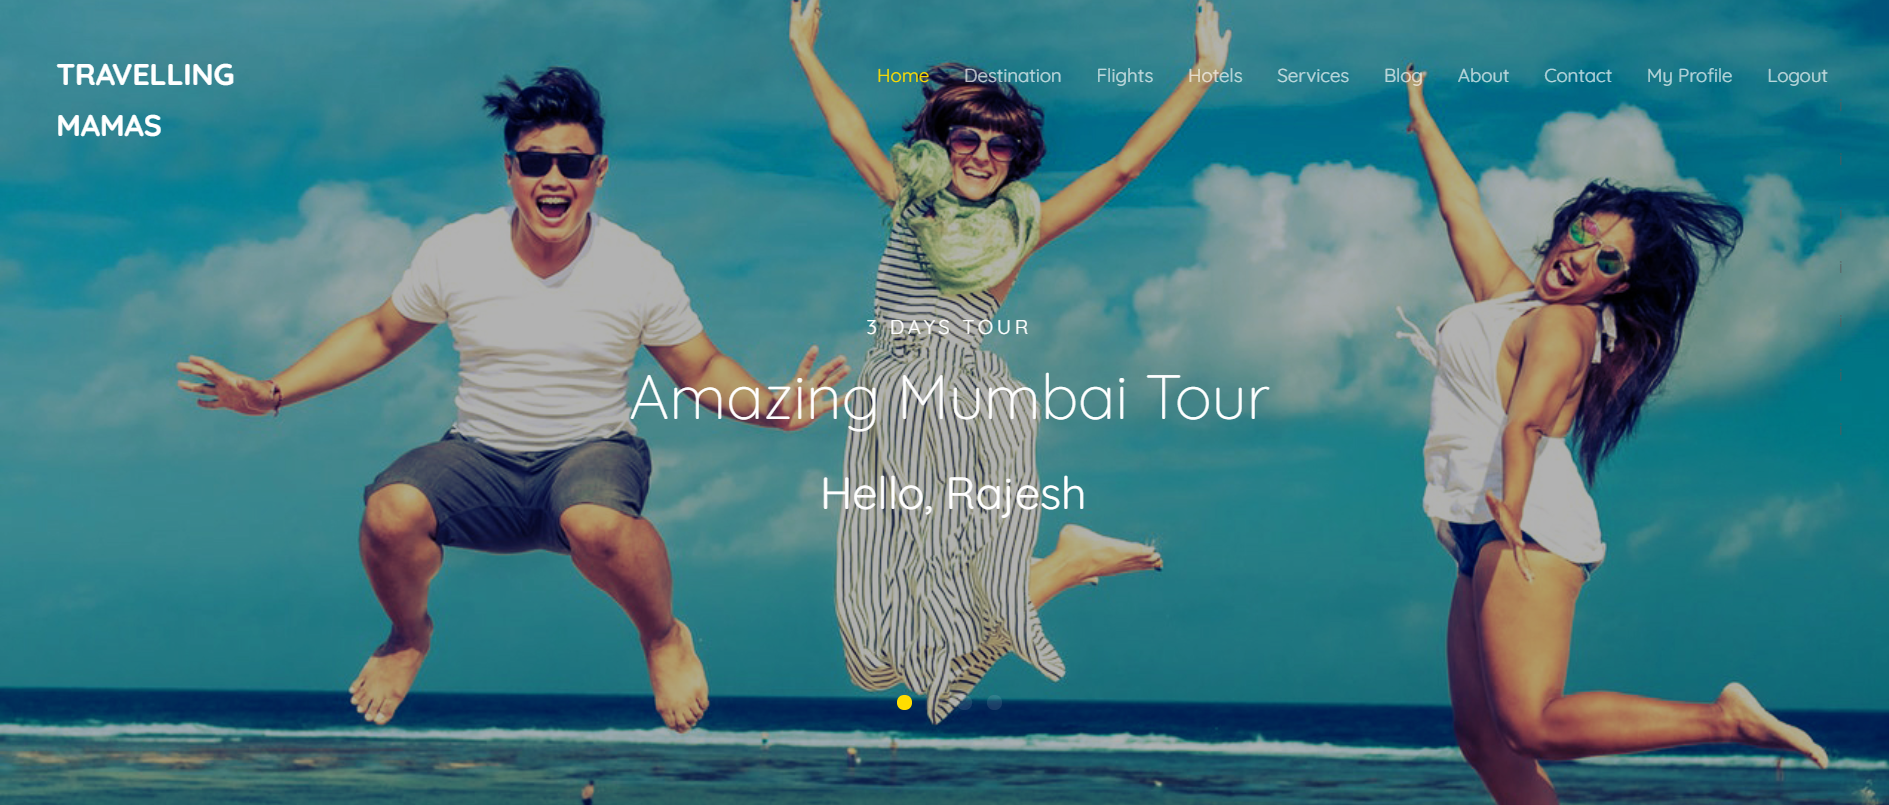 TRAVELLING
MAMAS
Home Destination Flights Hotels Services Blog About Contact My Profile Logout
3 DAYS TOUR
Amazing Mumbai Tour
Hello, Rajesh